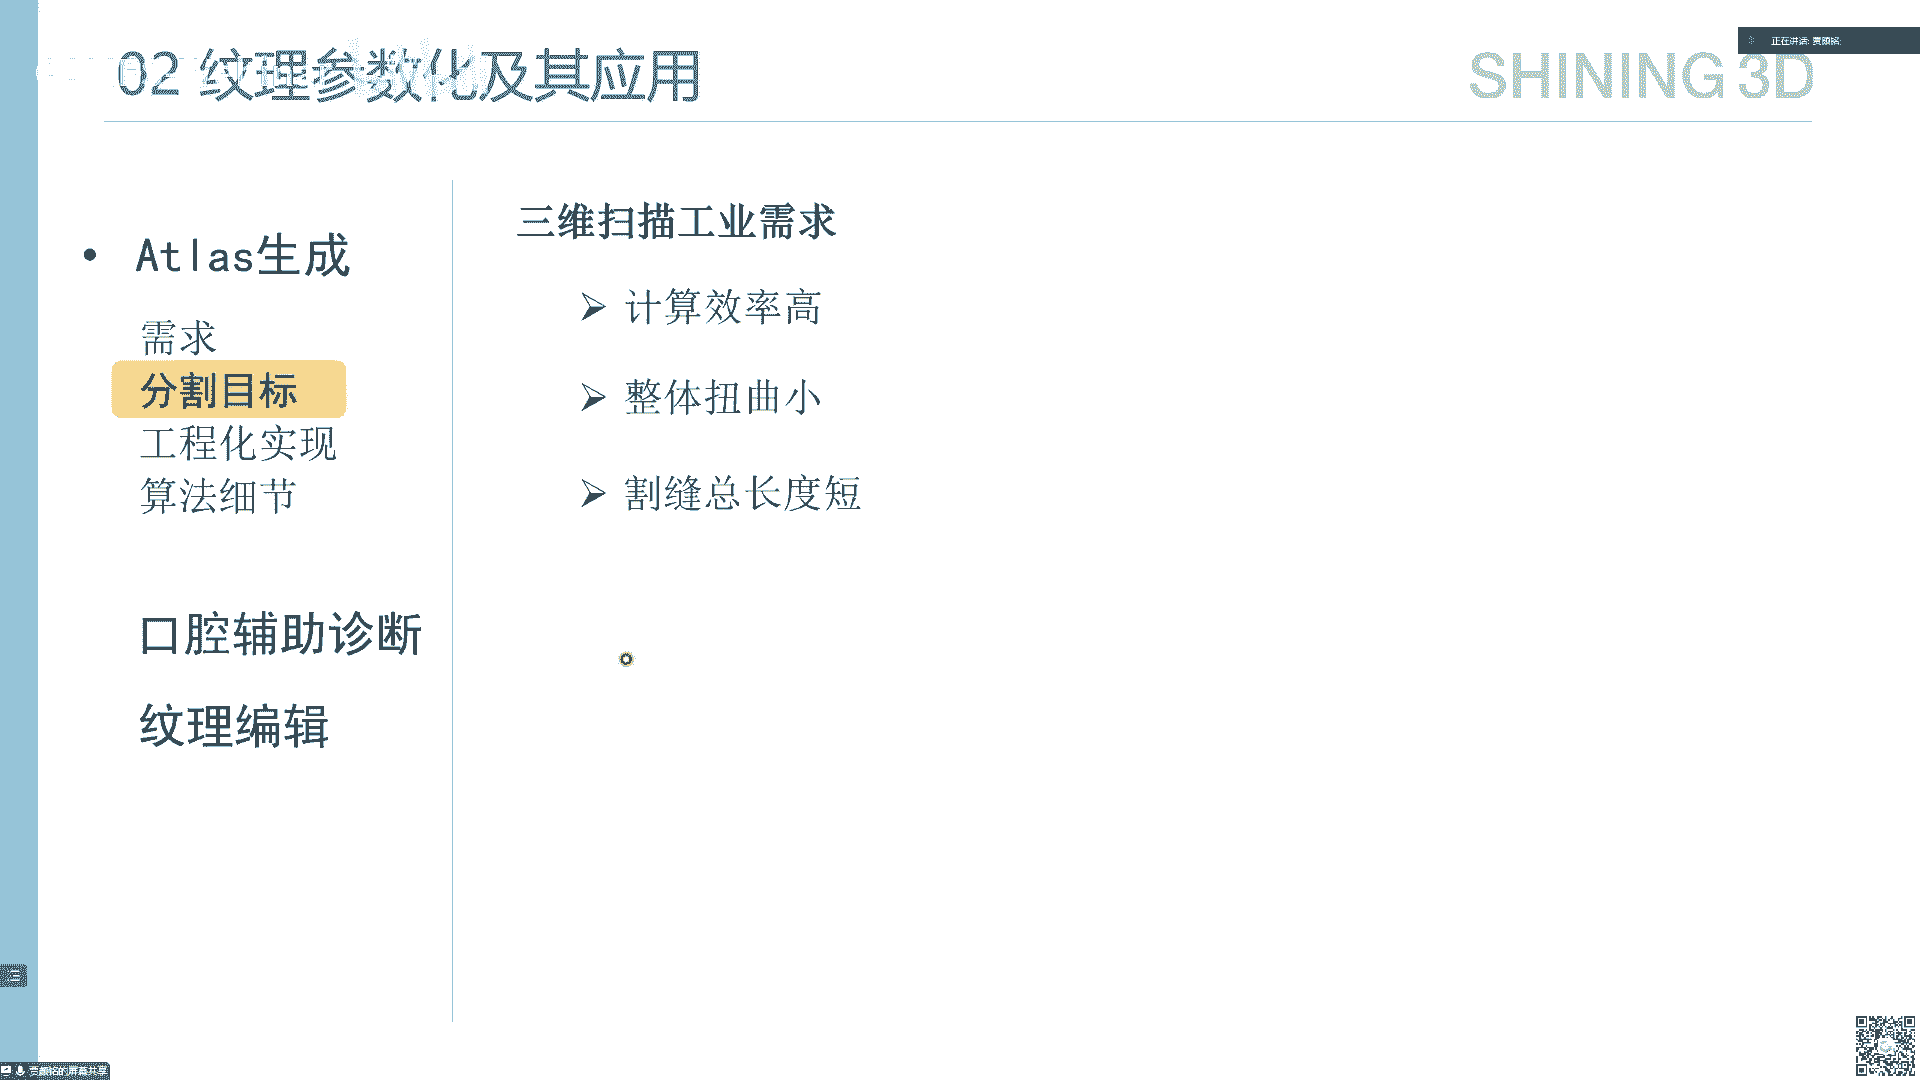 02 纹理参数化及其应用
SHINING 3D
正在讲话:
• Atlas生成
需求
分割目标
工程化实现
算法细节
口腔辅助诊断
纹理编辑
三维扫描工业需求
➢ 计算效率高
➢ 整体扭曲小
➢ 割缝总长度短
的屏幕共享